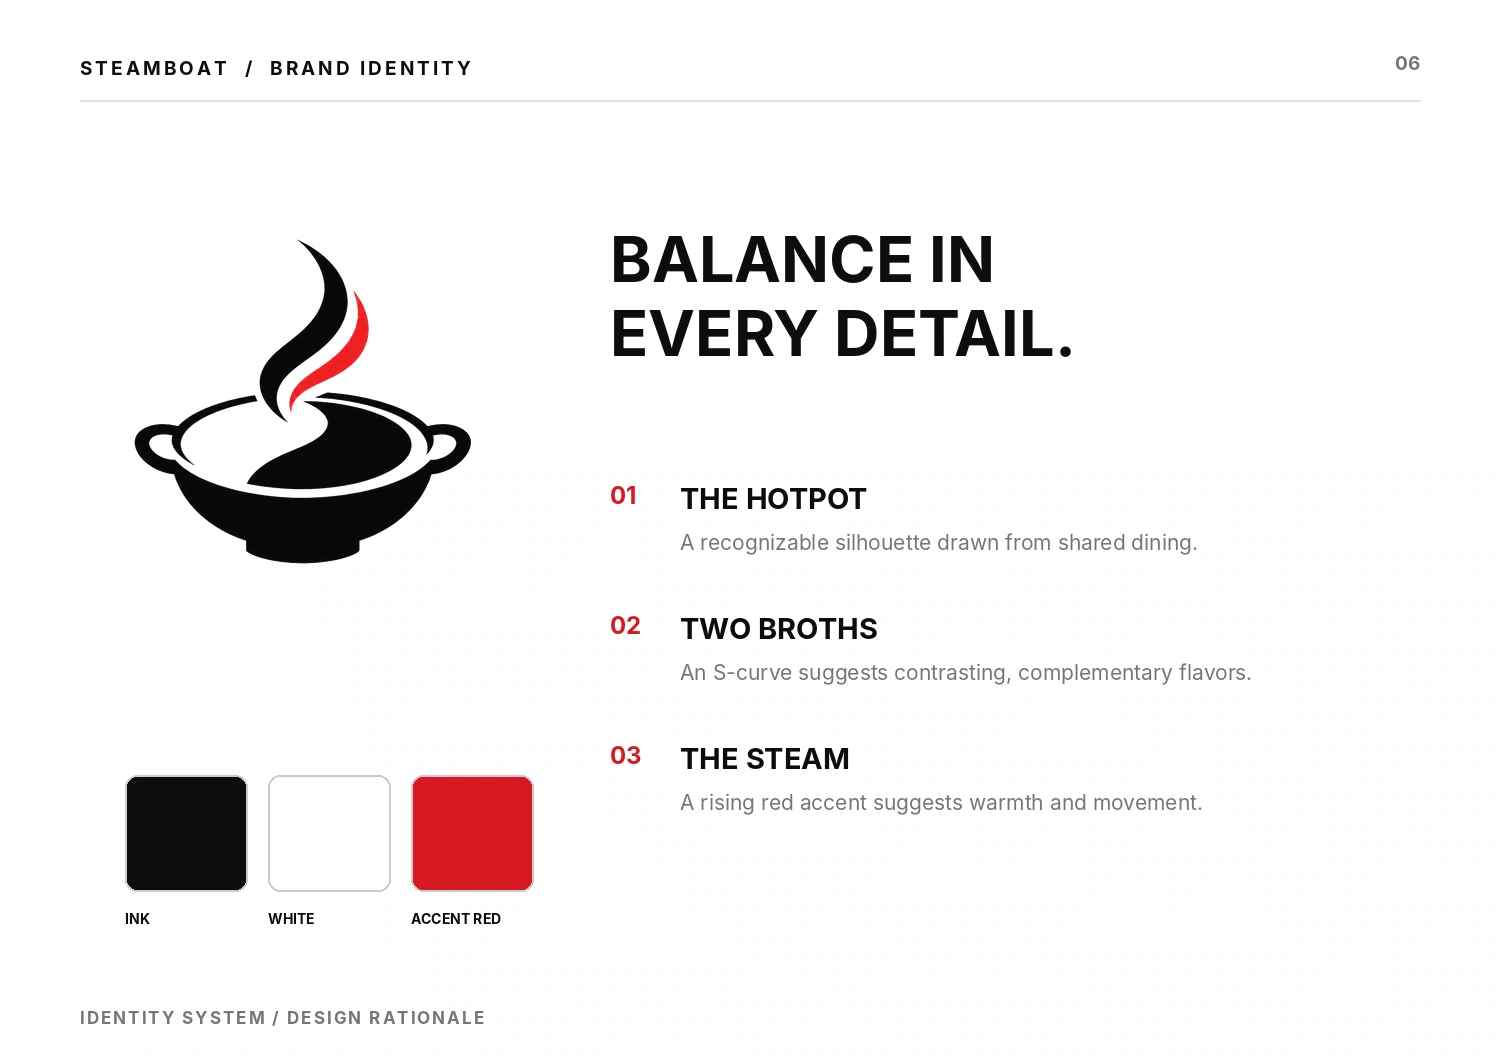 STEAMBOAT / BRAND IDENTITY
06
BALANCE IN
EVERY DETAIL.
01
THE HOTPOT
A recognizable silhouette drawn from shared dining.
02
TWO BROTHS
An S-curve suggests contrasting, complementary flavors.
03
THE STEAM
A rising red accent suggests warmth and movement.
INK
WHITE
ACCENT RED
IDENTITY SYSTEM / DESIGN RATIONALE